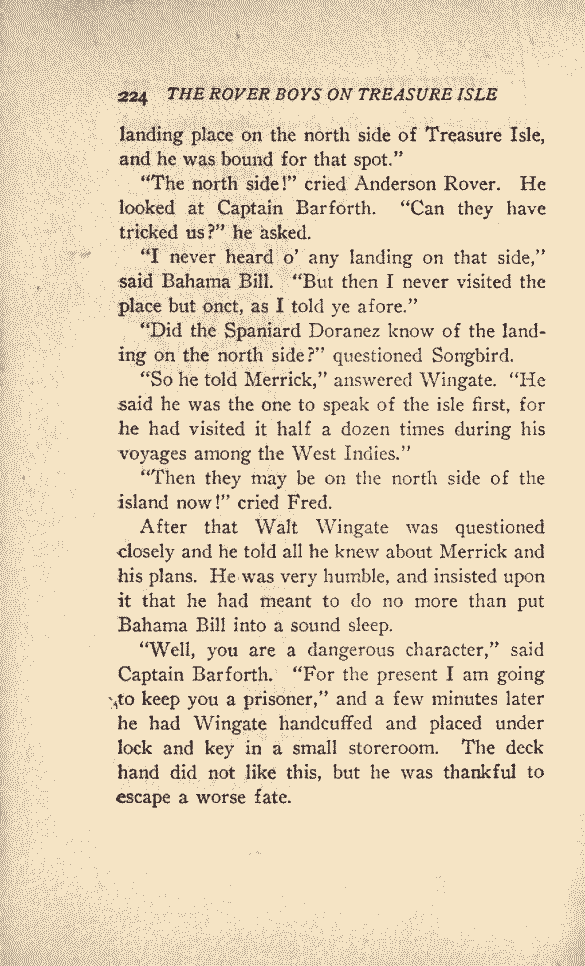 224 THE ROVER BOYS ON TREASURE ISLE
landing place on the north side of Treasure Isle,
and he was bound for that spot.”
“The north side!” cried Anderson Rover. He
looked at Captain Barforth. “Can they have
tricked us?” he asked.
“I never heard o’ any landing on that side,”
said Bahama Bill. “But then I never visited the
place but onct, as I told ye afore.”
“Did the Spaniard Doranez know of the land-
ing on the north side?” questioned Songbird.
“So he told Merrick,” answered Wingate. “He
said he was the one to speak of the isle first, for
he had visited it half a dozen times during his
voyages among the West Indies.”
“Then they may be on the north side of the
island now!” cried Fred.
After that Walt Wingate was questioned
closely and he told all he knew about Merrick and
his plans. He was very humble, and insisted upon
it that he had meant to do no more than put
Bahama Bill into a sound sleep.
“Well, you are a dangerous character,” said
Captain Barforth. “For the present I am going
to keep you a prisoner,” and a few minutes later
he had Wingate handcuffed and placed under
lock and key in a small storeroom. The deck
hand did not like this, but he was thankful to
escape a worse fate.